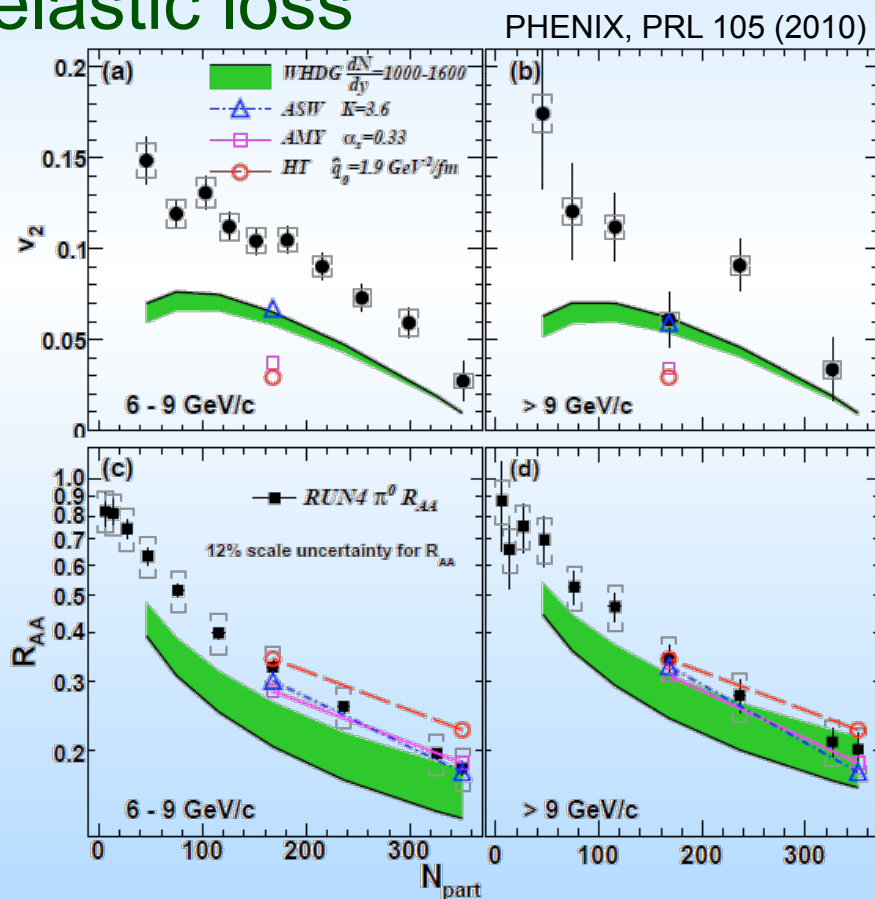 elastic loss
PHENIX, PRL 105 (2010)
(a)
WHDG dN/dy=1000-1600
ASW K=3.6
AMY αs=0.33
HT q̂0=1.9 GeV²/fm
6 - 9 GeV/c
(b)
> 9 GeV/c
v2
0.2
0.15
0.1
0.05
0
(c)
RUN4 π⁰ RAA
12% scale uncertainty for RAA
6 - 9 GeV/c
(d)
> 9 GeV/c
RAA
1.0
0.9
0.8
0.7
0.6
0.5
0.4
0.3
0.2
0 100 200 300 0 100 200 300
Npart